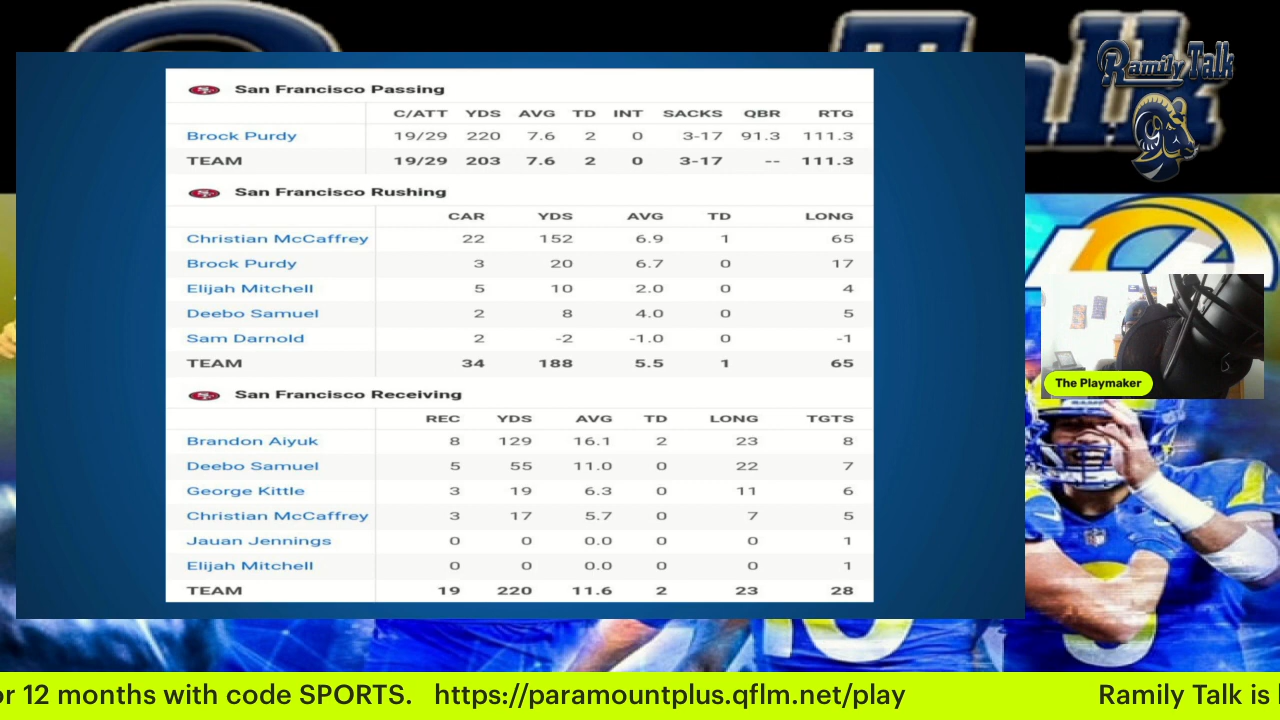 Ramily Talk
San Francisco Passing
C/ATT YDS AVG TD INT SACKS QBR RTG
Brock Purdy 19/29 220 7.6 2 0 3-17 91.3 111.3
TEAM 19/29 203 7.6 2 0 3-17 -- 111.3
San Francisco Rushing
CAR YDS AVG TD LONG
Christian McCaffrey 22 152 6.9 1 65
Brock Purdy 3 20 6.7 0 17
Elijah Mitchell 5 10 2.0 0 4
Deebo Samuel 2 8 4.0 0 5
Sam Darnold 2 -2 -1.0 0 -1
TEAM 34 188 5.5 1 65
San Francisco Receiving
REC YDS AVG TD LONG TGTS
Brandon Aiyuk 8 129 16.1 2 23 8
Deebo Samuel 5 55 11.0 0 22 7
George Kittle 3 19 6.3 0 11 6
Christian McCaffrey 3 17 5.7 0 7 5
Jauan Jennings 0 0 0.0 0 0 1
Elijah Mitchell 0 0 0.0 0 0 1
TEAM 19 220 11.6 2 23 28
The Playmaker
or 12 months with code SPORTS. https://paramountplus.qflm.net/play Ramily Talk is